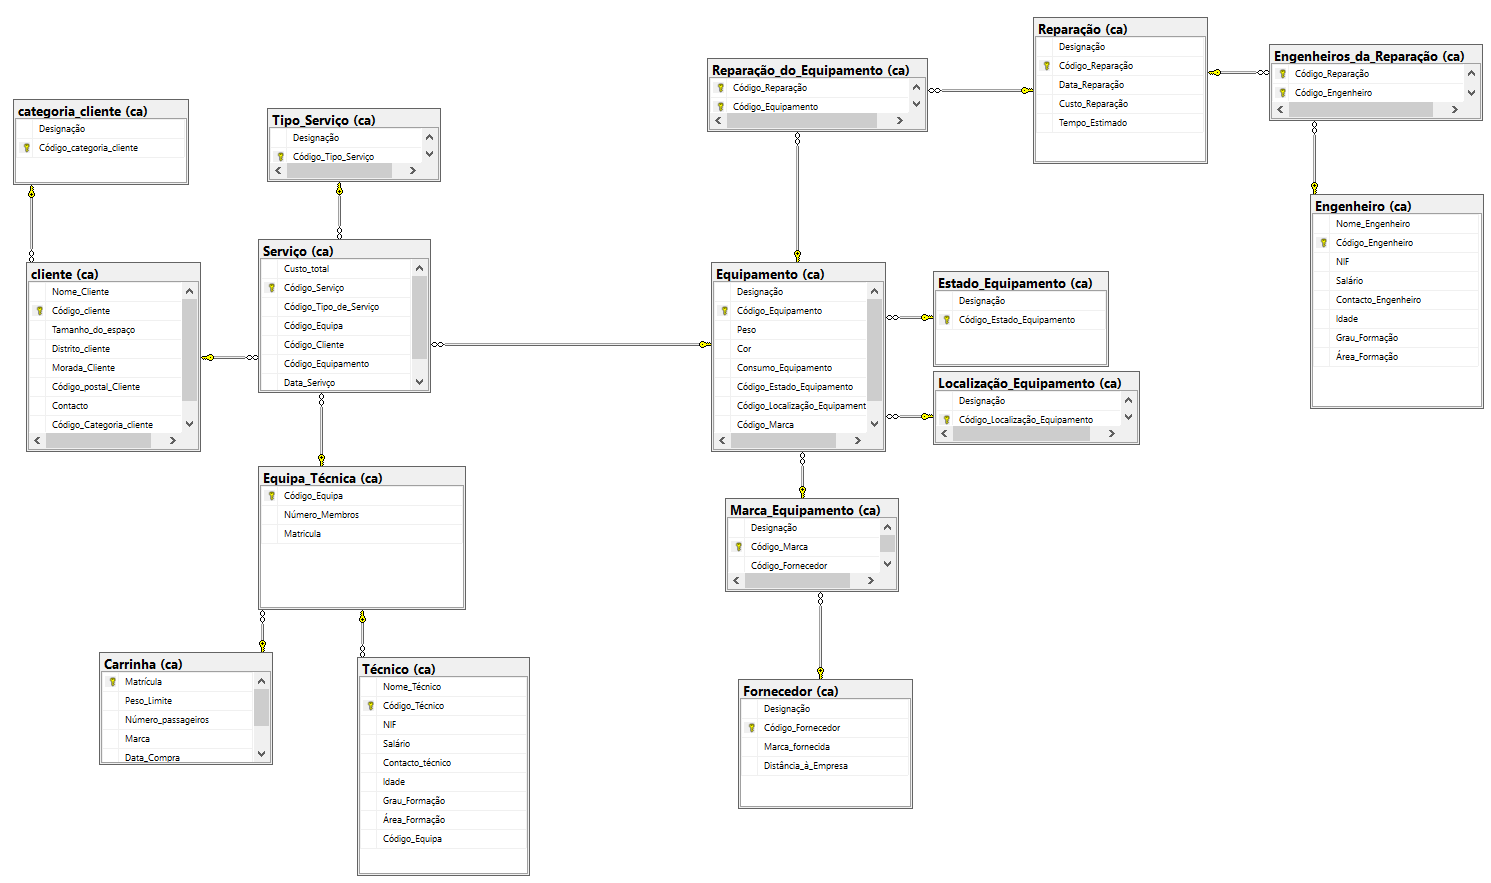 categoria_cliente (ca)
Designação
Código_categoria_cliente
Tipo_Serviço (ca)
Designação
Código_Tipo_Serviço
cliente (ca)
Nome_Cliente
Código_cliente
Tamanho_do_espaço
Distrito_cliente
Morada_Cliente
Código_postal_Cliente
Contacto
Código_Categoria_cliente
Serviço (ca)
Custo_total
Código_Serviço
Código_Tipo_de_Serviço
Código_Equipa
Código_Cliente
Código_Equipamento
Data_Serivço
Equipa_Técnica (ca)
Código_Equipa
Número_Membros
Matricula
Carrinha (ca)
Matrícula
Peso_Limite
Número_passageiros
Marca
Data_Compra
Técnico (ca)
Nome_Técnico
Código_Técnico
NIF
Salário
Contacto_técnico
Idade
Grau_Formação
Área_Formação
Código_Equipa
Reparação_do_Equipamento (ca)
Código_Reparação
Código_Equipamento
Reparação (ca)
Designação
Código_Reparação
Data_Reparação
Custo_Reparação
Tempo_Estimado
Engenheiros_da_Reparação (ca)
Código_Reparação
Código_Engenheiro
Engenheiro (ca)
Nome_Engenheiro
Código_Engenheiro
NIF
Salário
Contacto_Engenheiro
Idade
Grau_Formação
Área_Formação
Equipamento (ca)
Designação
Código_Equipamento
Peso
Cor
Consumo_Equipamento
Código_Estado_Equipamento
Código_Localização_Equipament
Código_Marca
Estado_Equipamento (ca)
Designação
Código_Estado_Equipamento
Localização_Equipamento (ca)
Designação
Código_Localização_Equipamento
Marca_Equipamento (ca)
Designação
Código_Marca
Código_Fornecedor
Fornecedor (ca)
Designação
Código_Fornecedor
Marca_fornecida
Distância_à_Empresa